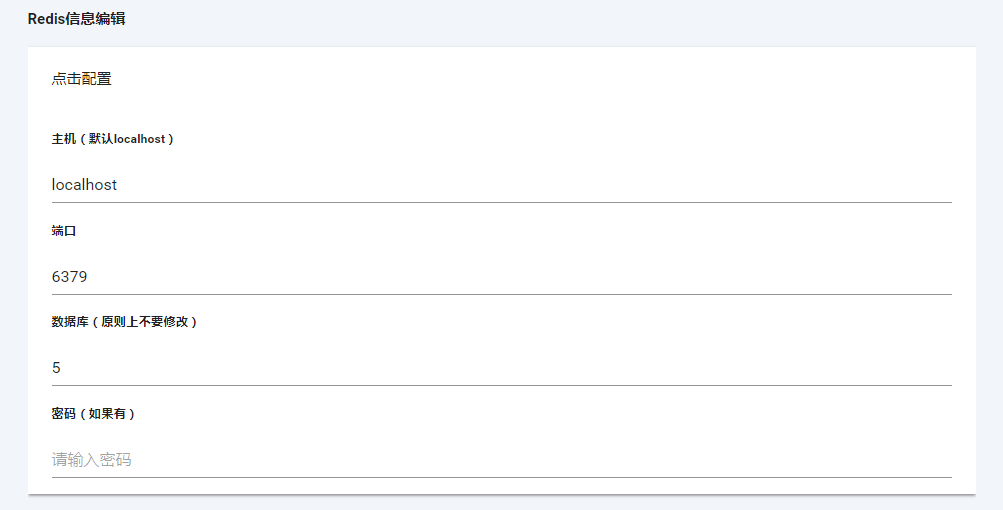 Redis信息编辑
点击配置
主机（默认localhost）
localhost
端口
6379
数据库（原则上不要修改）
5
密码（如果有）
请输入密码